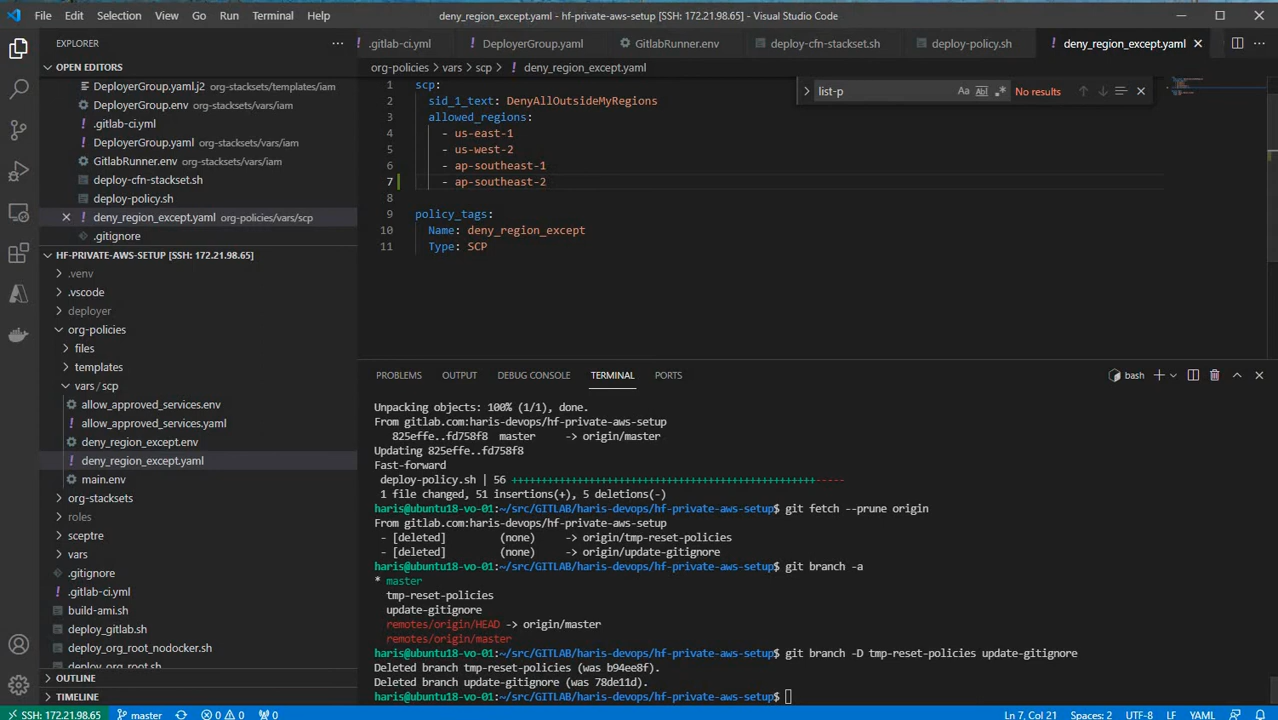 File Edit Selection View Go Run Terminal Help deny_region_except.yaml - hf-private-aws-setup [SSH: 172.21.98.65] - Visual Studio Code
EXPLORER
.gitlab-ci.yml DeployerGroup.yaml GitlabRunner.env deploy-cfn-stackset.sh deploy-policy.sh deny_region_except.yaml
OPEN EDITORS
DeployerGroup.yaml.j2 org-stacksets/templates/iam
DeployerGroup.env org-stacksets/vars/iam
.gitlab-ci.yml
DeployerGroup.yaml org-stacksets/vars/iam
GitlabRunner.env org-stacksets/vars/iam
deploy-cfn-stackset.sh
deploy-policy.sh
deny_region_except.yaml org-policies/vars/scp
.gitignore
HF-PRIVATE-AWS-SETUP [SSH: 172.21.98.65]
.venv
.vscode
deployer
org-policies
files
templates
vars / scp
allow_approved_services.env
allow_approved_services.yaml
deny_region_except.env
deny_region_except.yaml
main.env
org-stacksets
roles
sceptre
vars
.gitignore
.gitlab-ci.yml
build-ami.sh
deploy_gitlab.sh
deploy_org_root_nodocker.sh
deploy_org_root.sh
OUTLINE
TIMELINE
org-policies > vars > scp > deny_region_except.yaml
list-p Aa Abl No results
1 scp:
2 sid_1_text: DenyAllOutsideMyRegions
3 allowed_regions:
4 - us-east-1
5 - us-west-2
6 - ap-southeast-1
7 - ap-southeast-2
8
9 policy_tags:
10 Name: deny_region_except
11 Type: SCP
PROBLEMS OUTPUT DEBUG CONSOLE TERMINAL PORTS bash
Unpacking objects: 100% (1/1), done.
From gitlab.com:haris-devops/hf-private-aws-setup
825effe..fd758f8 master -> origin/master
Updating 825effe..fd758f8
Fast-forward
deploy-policy.sh | 56 +++++++++++++++++++++++++++++++++++++++++++++++++++-----
1 file changed, 51 insertions(+), 5 deletions(-)
haris@ubuntu18-vo-01:~/src/GITLAB/haris-devops/hf-private-aws-setup$ git fetch --prune origin
From gitlab.com:haris-devops/hf-private-aws-setup
- [deleted] (none) -> origin/tmp-reset-policies
- [deleted] (none) -> origin/update-gitignore
haris@ubuntu18-vo-01:~/src/GITLAB/haris-devops/hf-private-aws-setup$ git branch -a
* master
tmp-reset-policies
update-gitignore
remotes/origin/HEAD -> origin/master
remotes/origin/master
haris@ubuntu18-vo-01:~/src/GITLAB/haris-devops/hf-private-aws-setup$ git branch -D tmp-reset-policies update-gitignore
Deleted branch tmp-reset-policies (was b94ee8f).
Deleted branch update-gitignore (was 78de11d).
haris@ubuntu18-vo-01:~/src/GITLAB/haris-devops/hf-private-aws-setup$
SSH: 172.21.98.65 master 0 0 0 Ln 7, Col 21 Spaces: 2 UTF-8 LF YAML